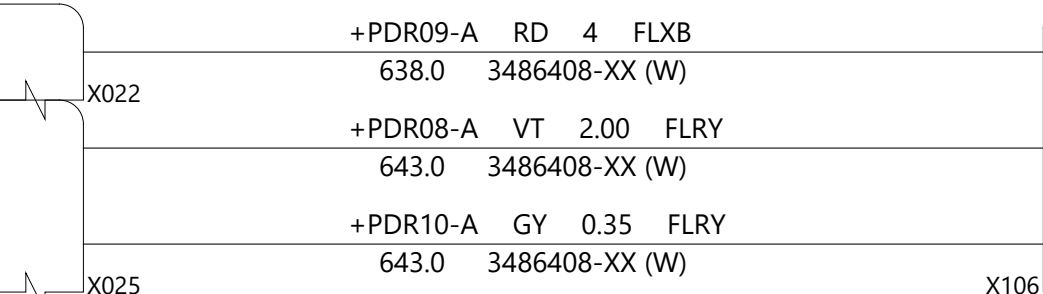 +PDR09-A RD 4 FLXB
638.0 3486408-XX (W)
X022
+PDR08-A VT 2.00 FLRY
643.0 3486408-XX (W)
+PDR10-A GY 0.35 FLRY
643.0 3486408-XX (W)
X025 X106